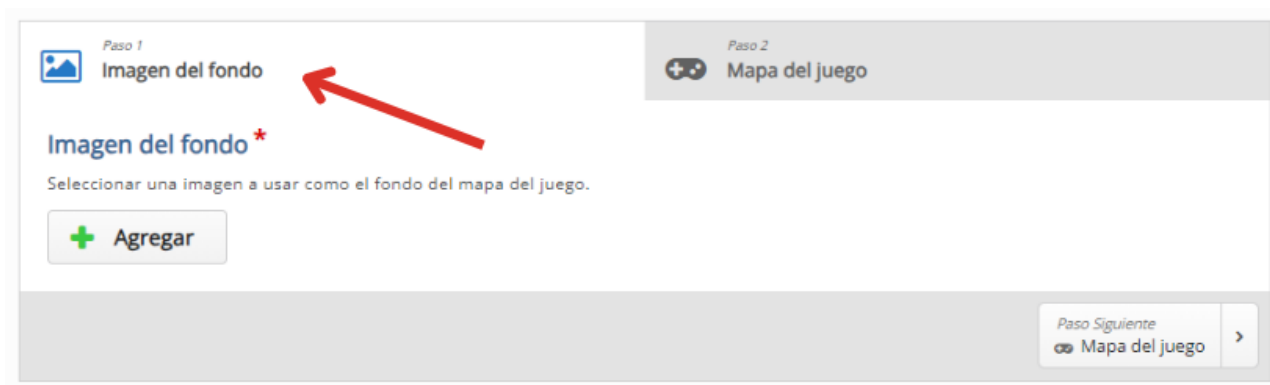 Paso 1
Imagen del fondo
Paso 2
Mapa del juego
Imagen del fondo *
Seleccionar una imagen a usar como el fondo del mapa del juego.
Agregar
Paso Siguiente
Mapa del juego